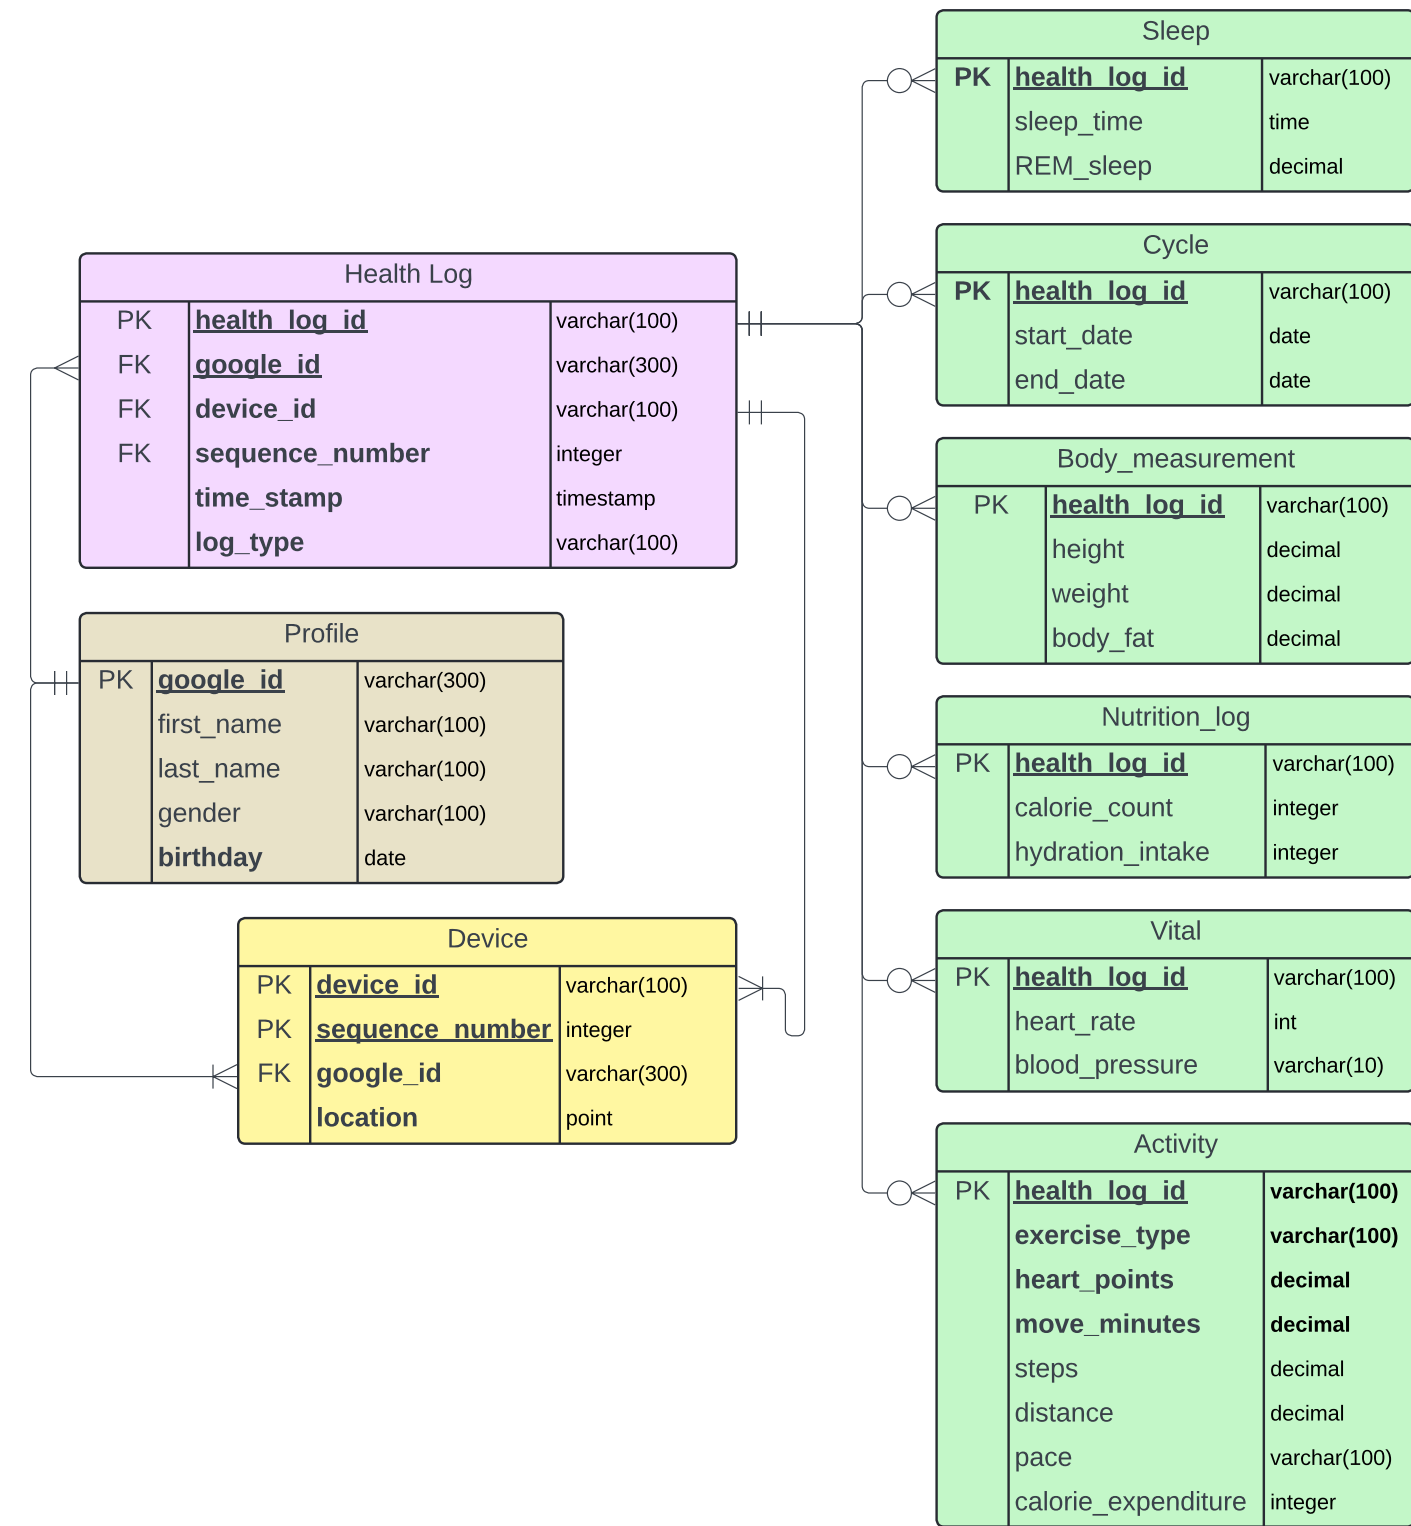 Sleep
PK health_log_id varchar(100)
sleep_time time
REM_sleep decimal
Cycle
PK health_log_id varchar(100)
start_date date
end_date date
Health Log
PK health_log_id varchar(100)
FK google_id varchar(300)
FK device_id varchar(100)
FK sequence_number integer
time_stamp timestamp
log_type varchar(100)
Body_measurement
PK health_log_id varchar(100)
height decimal
weight decimal
body_fat decimal
Profile
PK google_id varchar(300)
first_name varchar(100)
last_name varchar(100)
gender varchar(100)
birthday date
Nutrition_log
PK health_log_id varchar(100)
calorie_count integer
hydration_intake integer
Device
PK device_id varchar(100)
PK sequence_number integer
FK google_id varchar(300)
location point
Vital
PK health_log_id varchar(100)
heart_rate int
blood_pressure varchar(10)
Activity
PK health_log_id varchar(100)
exercise_type varchar(100)
heart_points decimal
move_minutes decimal
steps decimal
distance decimal
pace varchar(100)
calorie_expenditure integer